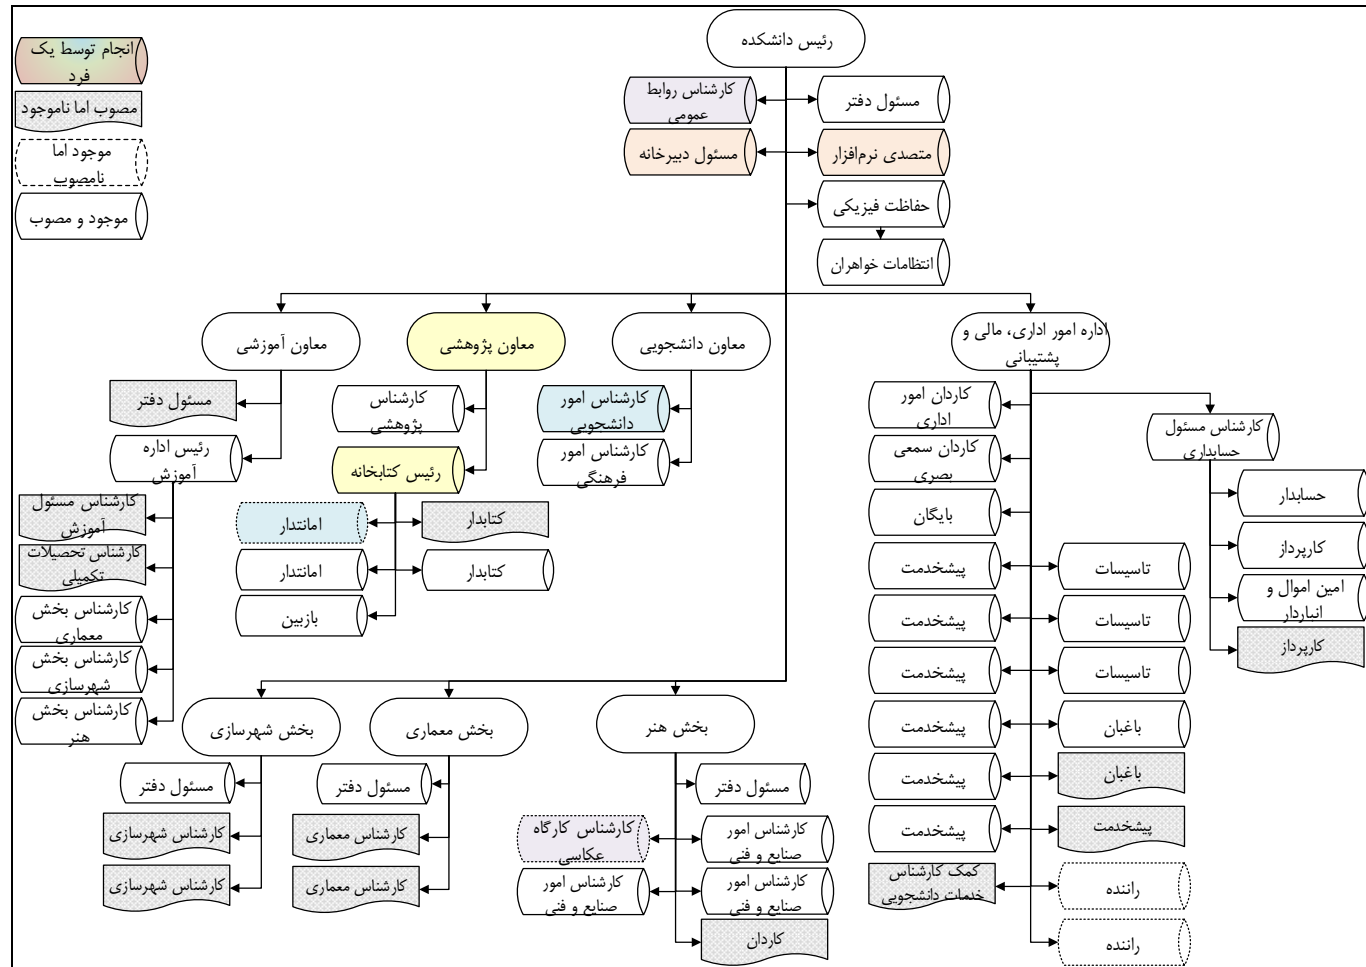 رئیس دانشکده
انجام توسط یک
فرد
مصوب اما ناموجود
موجود اما
نامصوب
موجود و مصوب
مسئول دفتر
کارشناس روابط
عمومی
متصدی نرم‌افزار
مسئول دبیرخانه
حفاظت فیزیکی
انتظامات خواهران
اداره امور اداری، مالی و
پشتیبانی
معاون دانشجویی
معاون پژوهشی
معاون آموزشی
کارشناس مسئول
حسابداری
حسابدار
کارپرداز
امین اموال و
انباردار
کارپرداز
کاردان امور
اداری
کاردان سمعی
بصری
بایگان
تاسیسات
پیشخدمت
تاسیسات
پیشخدمت
تاسیسات
پیشخدمت
باغبان
پیشخدمت
باغبان
پیشخدمت
پیشخدمت
پیشخدمت
راننده
کمک کارشناس
خدمات دانشجویی
راننده
کارشناس امور
دانشجویی
کارشناس امور
فرهنگی
کارشناس
پژوهشی
رئیس کتابخانه
کتابدار
امانتدار
کتابدار
امانتدار
بازبین
مسئول دفتر
رئیس اداره
آموزش
کارشناس مسئول
آموزش
کارشناس تحصیلات
تکمیلی
کارشناس بخش
معماری
کارشناس بخش
شهرسازی
کارشناس بخش
هنر
بخش هنر
بخش معماری
بخش شهرسازی
مسئول دفتر
کارشناس امور
صنایع و فنی
کارشناس کارگاه
عکاسی
کارشناس امور
صنایع و فنی
کارشناس امور
صنایع و فنی
کاردان
مسئول دفتر
کارشناس معماری
کارشناس معماری
مسئول دفتر
کارشناس شهرسازی
کارشناس شهرسازی